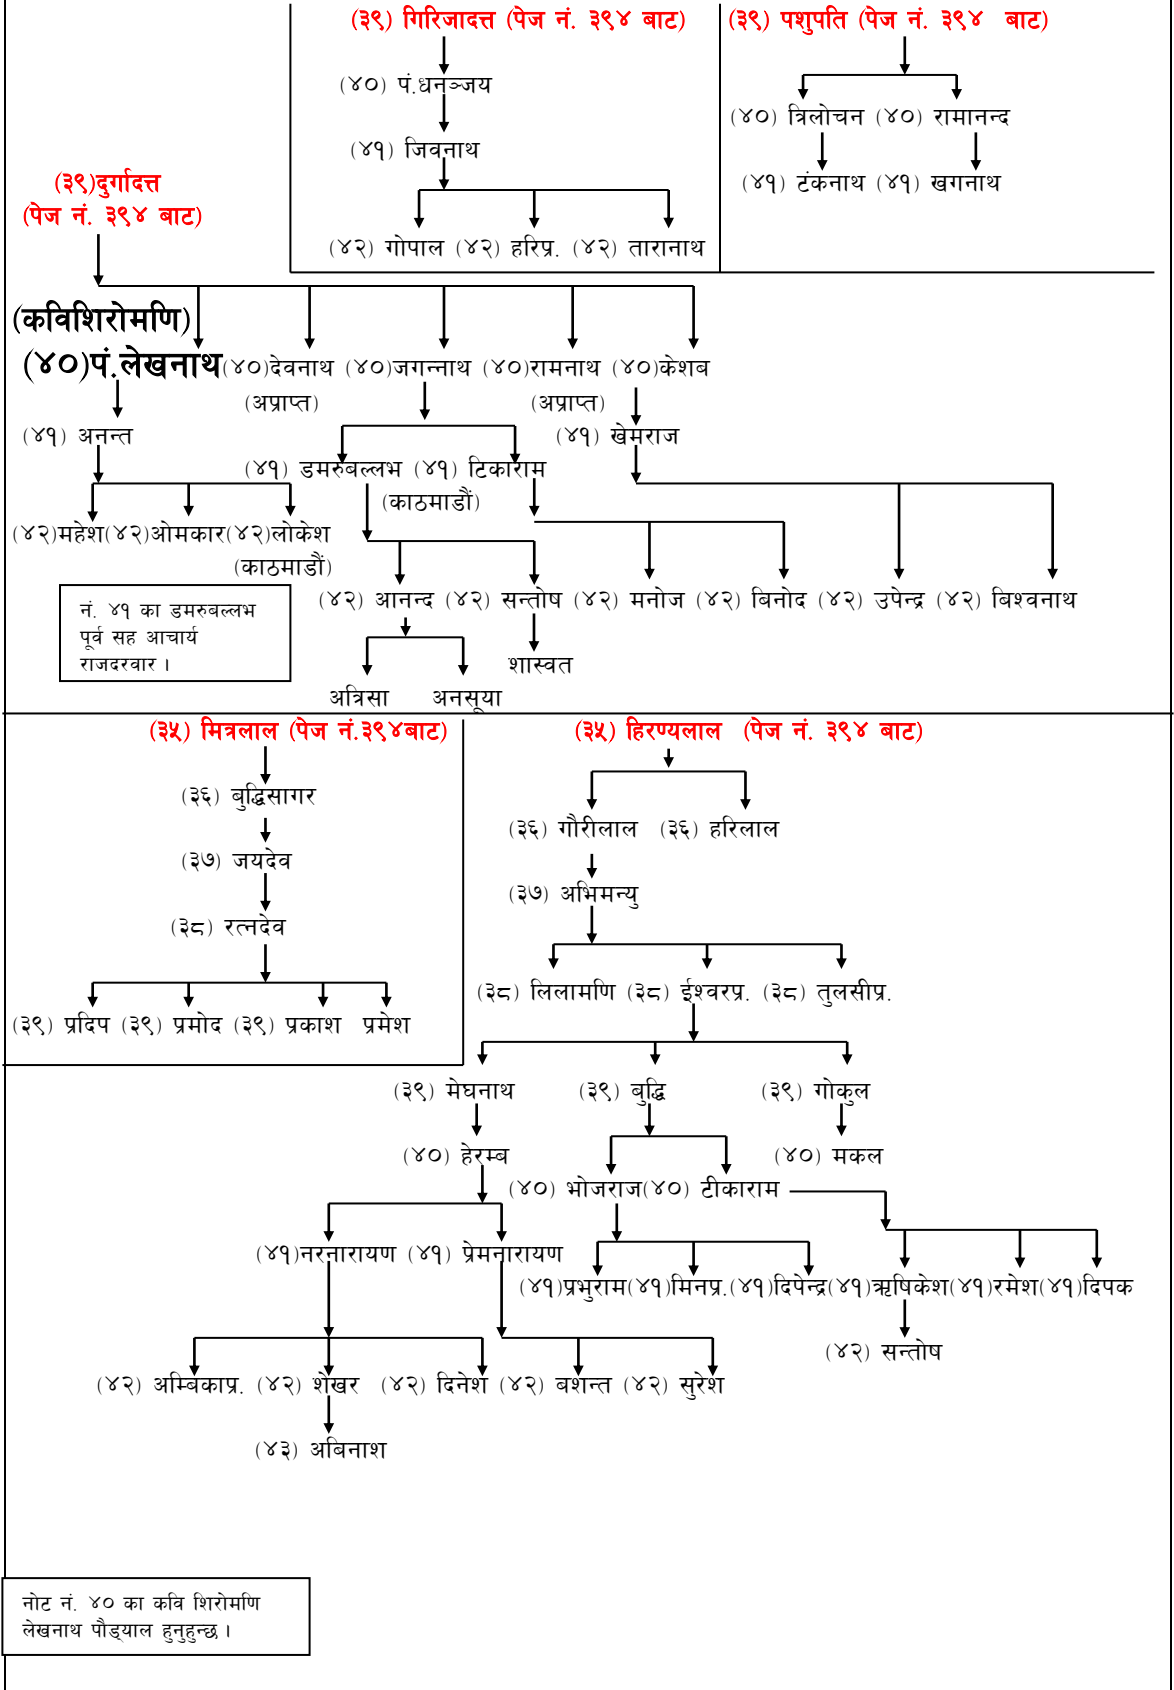 (३९) गिरिजादत्त (पेज नं. ३९४ बाट)
(३९) पशुपति (पेज नं. ३९४ बाट)
(४०) पं.धनञ्जय
(४०) त्रिलोचन (४०) रामानन्द
(४१) जिवनाथ
(४१) टंकनाथ (४१) खगनाथ
(४२) गोपाल (४२) हरिप्र. (४२) तारानाथ
(३९)दुर्गादत्त
(पेज नं. ३९४ बाट)
(कविशिरोमणि)
(४०)पं.लेखनाथ (४०)देवनाथ (४०)जगन्नाथ (४०)रामनाथ (४०)केशब
(अप्राप्त) (अप्राप्त)
(४१) अनन्त (४१) खेमराज
(४१) डमरुबल्लभ (४१) टिकाराम
(काठमाडौं)
(४२)महेश(४२)ओमकार(४२)लोकेश
(काठमाडौं)
(४२) आनन्द (४२) सन्तोष (४२) मनोज (४२) बिनोद (४२) उपेन्द्र (४२) बिश्वनाथ
नं. ४१ का डमरुबल्लभ
पूर्व सह आचार्य
राजदरवार ।
शास्वत
अत्रिसा अनसूया
(३५) मित्रलाल (पेज नं.३९४बाट)
(३६) बुद्धिसागर
(३७) जयदेव
(३८) रत्नदेव
(३९) प्रदिप (३९) प्रमोद (३९) प्रकाश प्रमेश
(३५) हिरण्यलाल (पेज नं. ३९४ बाट)
(३६) गौरीलाल (३६) हरिलाल
(३७) अभिमन्यु
(३८) लिलामणि (३८) ईश्वरप्र. (३८) तुलसीप्र.
(३९) मेघनाथ (३९) बुद्धि (३९) गोकुल
(४०) हेरम्ब (४०) मकल
(४०) भोजराज(४०) टीकाराम
(४१)नरनारायण (४१) प्रेमनारायण
(४१)प्रभुराम(४१)मिनप्र.(४१)दिपेन्द्र(४१)ऋषिकेश(४१)रमेश(४१)दिपक
(४२) सन्तोष
(४२) अम्बिकाप्र. (४२) शेखर (४२) दिनेश (४२) बशन्त (४२) सुरेश
(४३) अबिनाश
नोट नं. ४० का कवि शिरोमणि
लेखनाथ पौड्याल हुनुहुन्छ ।